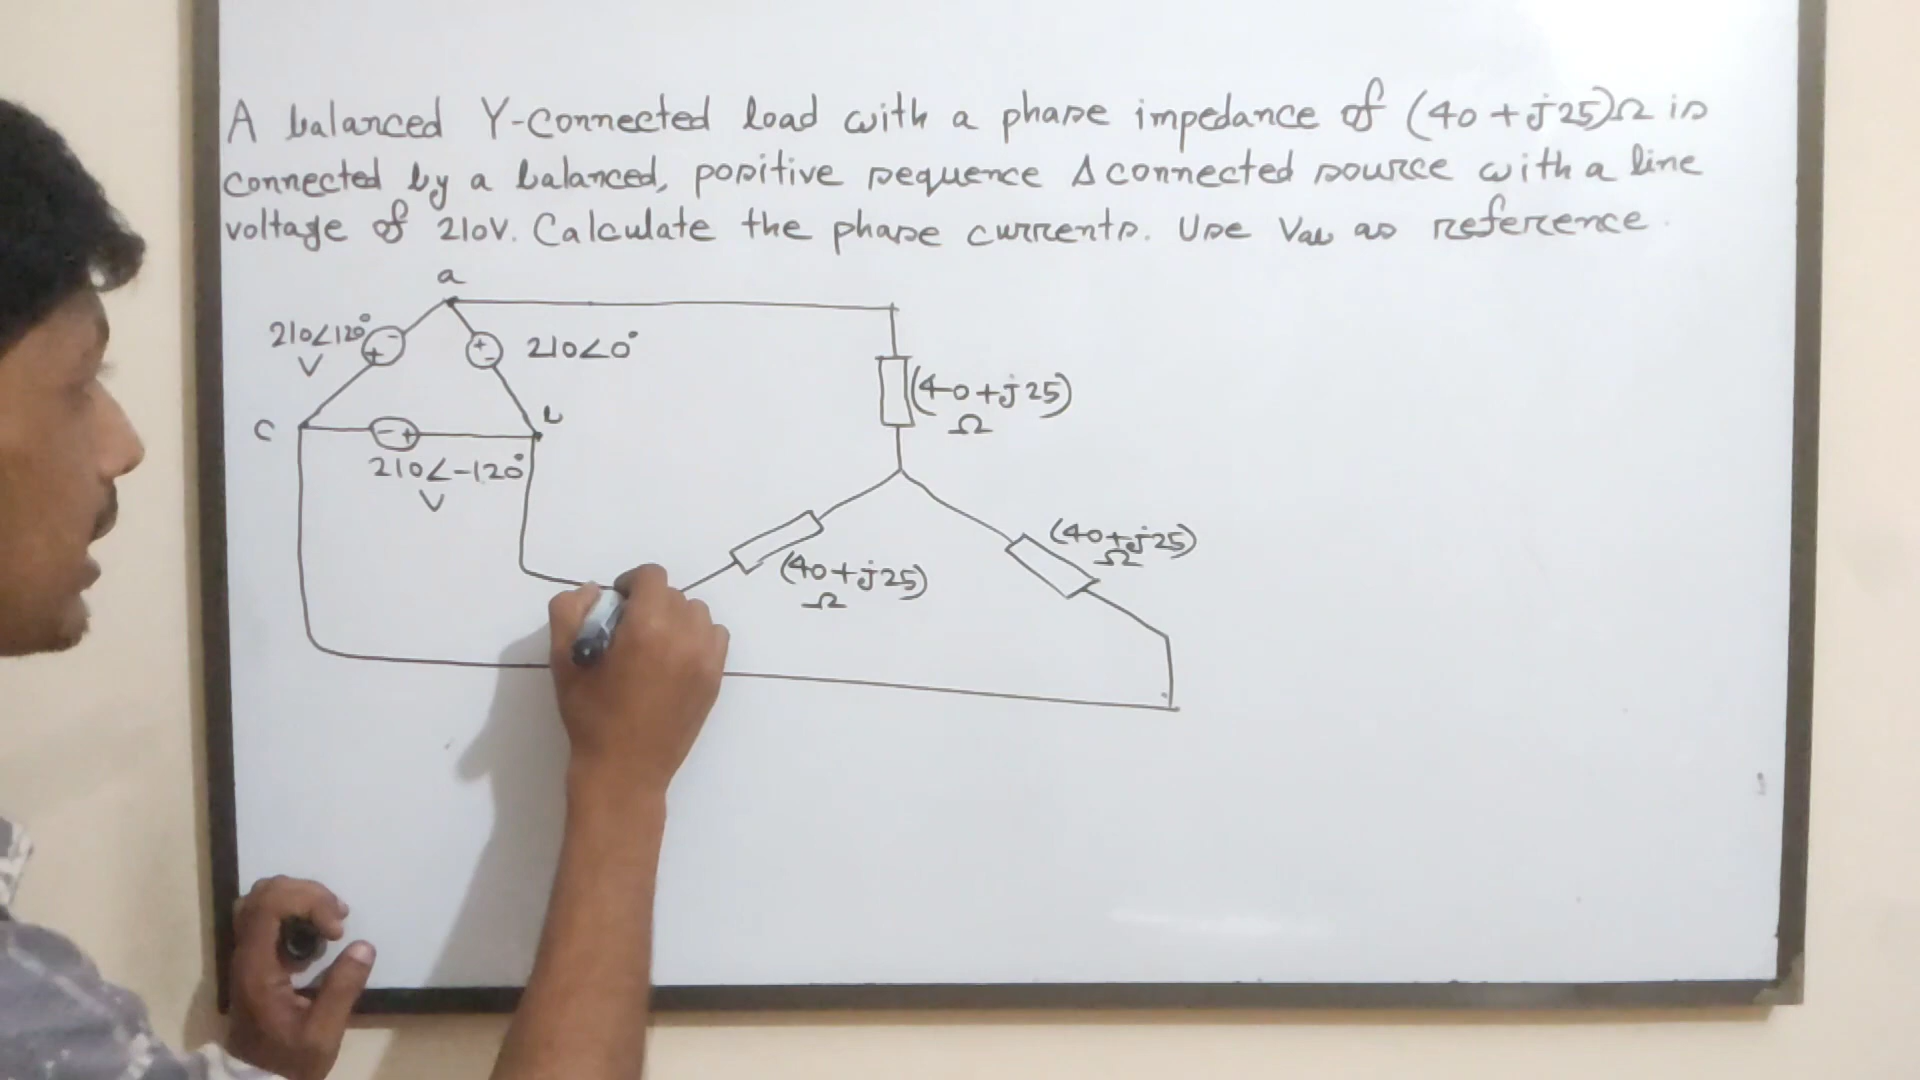 A balanced Y-connected load with a phase impedance of (40+j25)Ω is
connected by a balanced, positive sequence Δ connected source with a line
voltage of 210V. Calculate the phase currents. Use Vab as reference.
a
210∠120°
V
+ -
+ -
210∠0°
c
b
- +
210∠-120°
V
(40+j25)
Ω
(40+j25)
Ω
(40+j25)
Ω